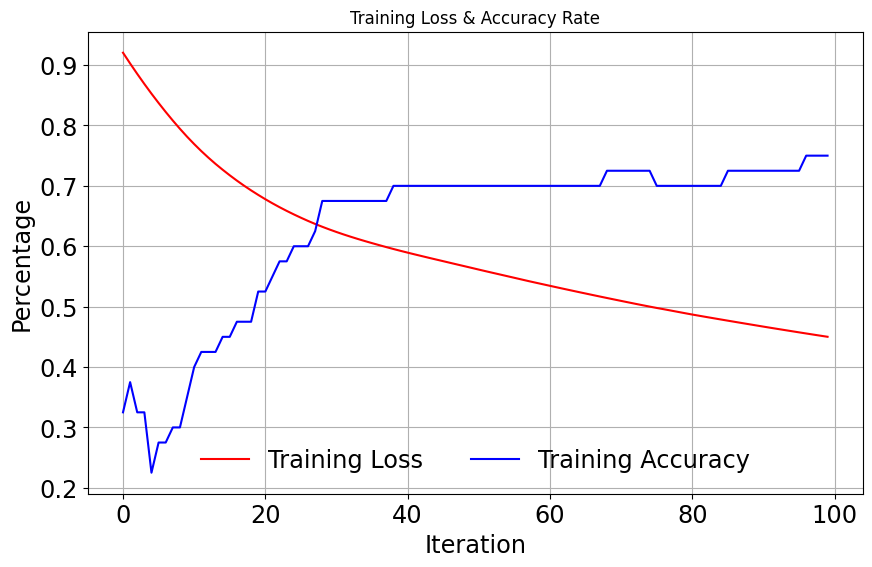 Training Loss & Accuracy Rate
Percentage
0.9
0.8
0.7
0.6
0.5
0.4
0.3
0.2
Training Loss
Training Accuracy
0 20 40 60 80 100
Iteration